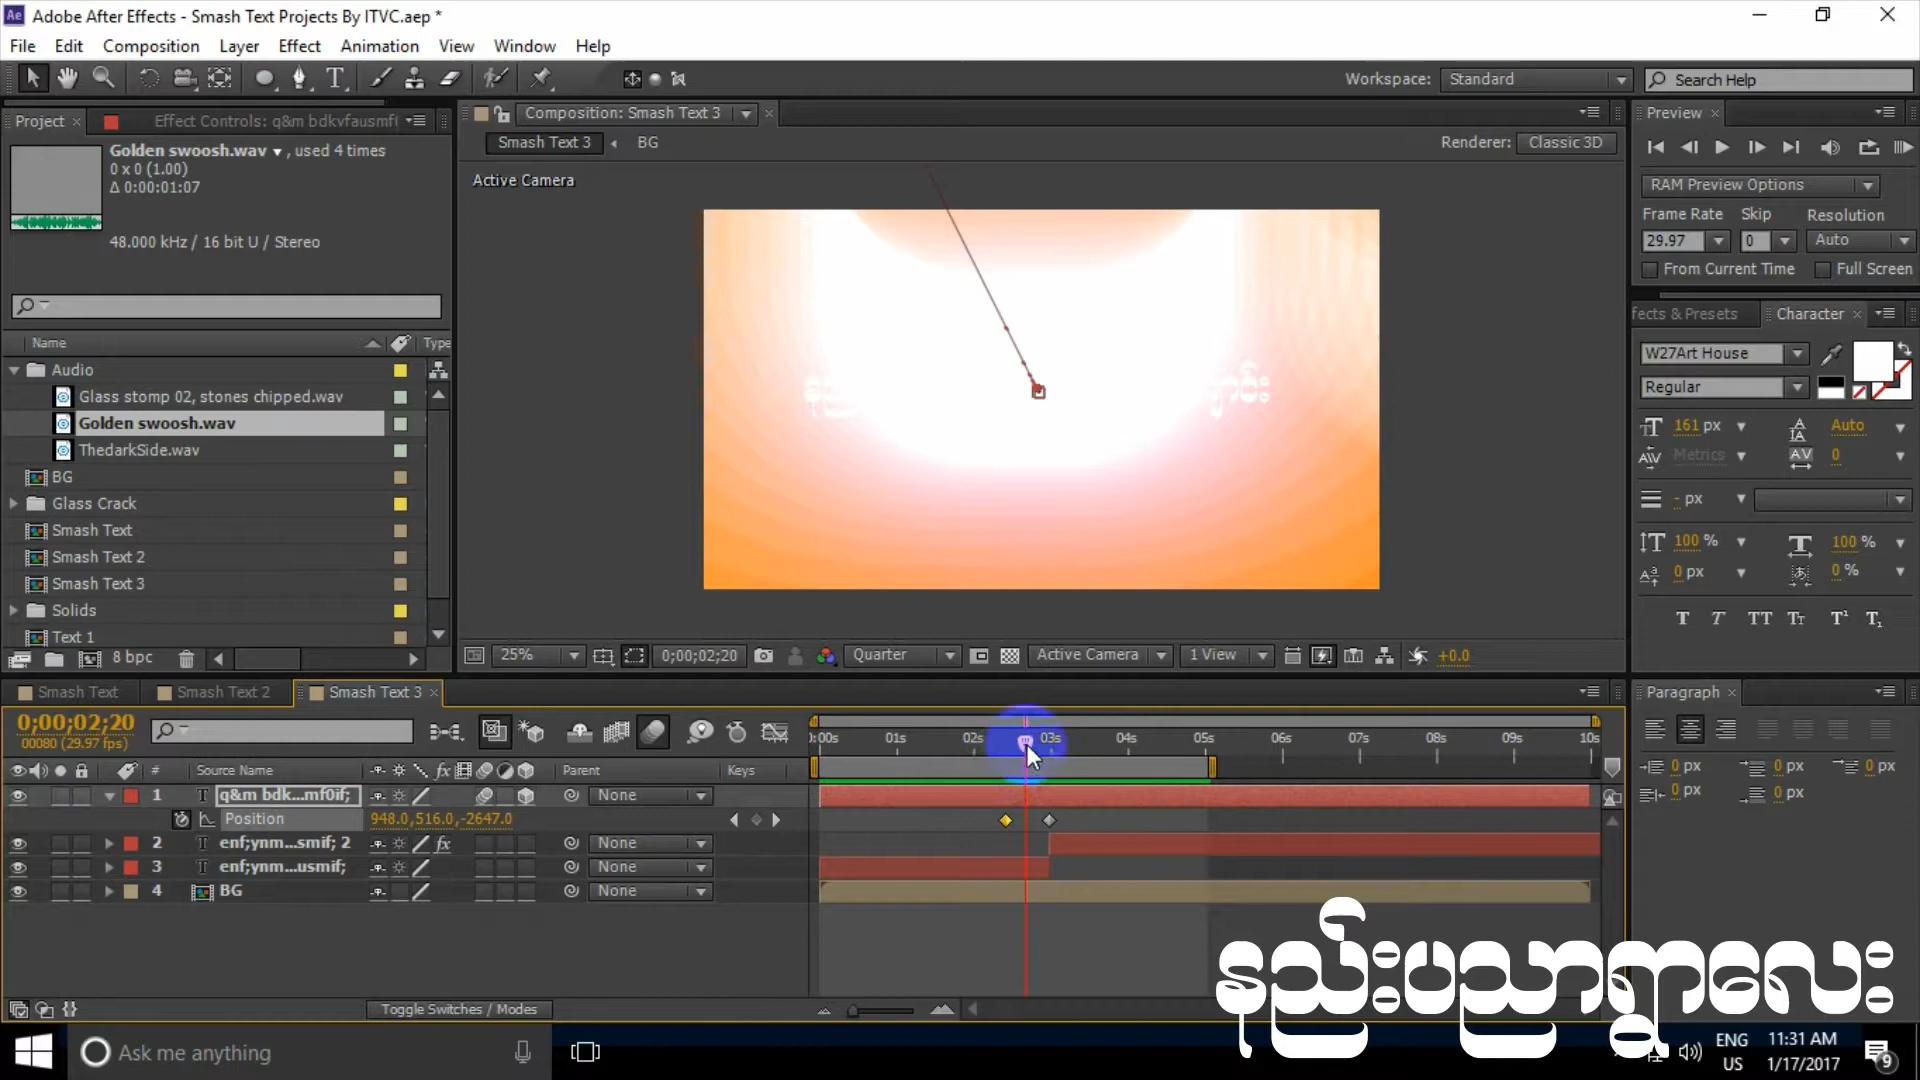 Adobe After Effects - Smash Text Projects By ITVC.aep *
File Edit Composition Layer Effect Animation View Window Help
Workspace: Standard Search Help
Project Effect Controls: q&m bdkvfausmf
Golden swoosh.wav , used 4 times
0 x 0 (1.00)
Δ 0:00:01:07
48.000 kHz / 16 bit U / Stereo
Name Type
Audio
Glass stomp 02, stones chipped.wav
Golden swoosh.wav
ThedarkSide.wav
BG
Glass Crack
Smash Text
Smash Text 2
Smash Text 3
Solids
Text 1
8 bpc
Composition: Smash Text 3
Smash Text 3 BG
Renderer: Classic 3D
Active Camera
25% 0;00;02;20 Quarter Active Camera 1 View +0.0
Preview
RAM Preview Options
Frame Rate Skip Resolution
29.97 0 Auto
From Current Time Full Screen
fects & Presets Character
W27Art House
Regular
161 px Auto
Metrics 0
- px
100 % 100 %
0 px 0 %
Smash Text Smash Text 2 Smash Text 3
0;00;02;20
00080 (29.97 fps)
0:00s 01s 02s 03s 04s 05s 06s 07s 08s 09s 10s
# Source Name Parent Keys
1 q&m bdk...mf0if; None
Position 948.0,516.0,-2647.0
2 enf;ynm...smif; 2 None
3 enf;ynm...usmif; None
4 BG None
Toggle Switches / Modes
Paragraph
0 px 0 px 0 px
0 px 0 px
နည်းပညာရွာလေး
Ask me anything
ENG
US
11:31 AM
1/17/2017
9